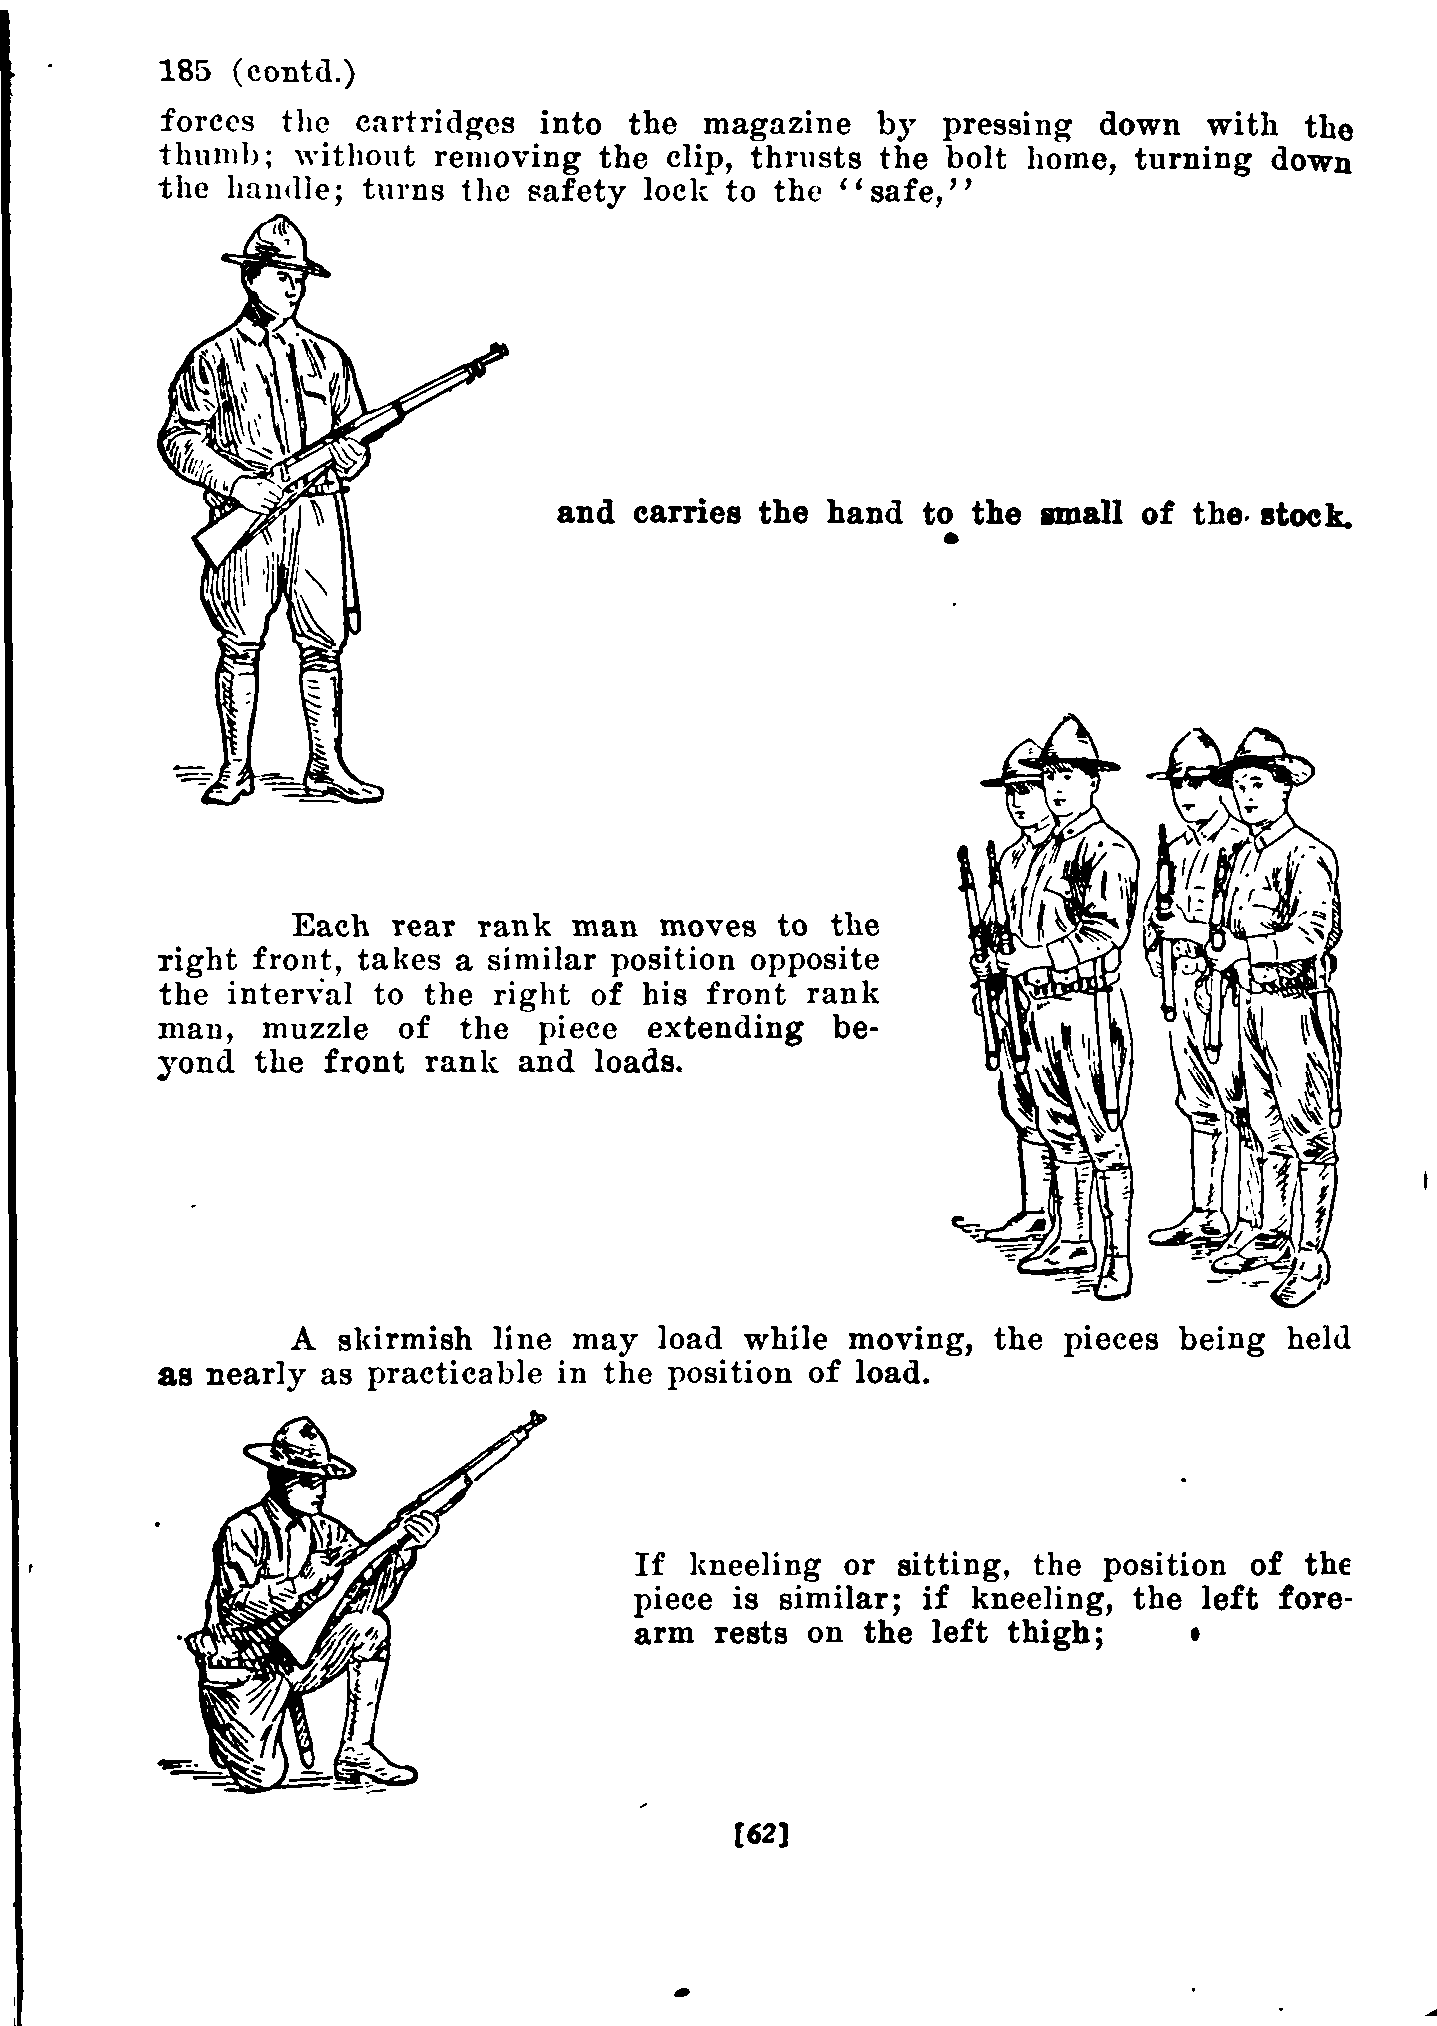 185 (contd.)
forces the cartridges into the magazine by pressing down with the
thumb; without removing the clip, thrusts the bolt home, turning down
the handle; turns the safety lock to the ‘‘safe,’’
and carries the hand to the small of the stock.
Each rear rank man moves to the
right front, takes a similar position opposite
the interval to the right of his front rank
man, muzzle of the piece extending be-
yond the front rank and loads.
A skirmish line may load while moving, the pieces being held
as nearly as practicable in the position of load.
If kneeling or sitting, the position of the
piece is similar; if kneeling, the left fore-
arm rests on the left thigh;
[62]